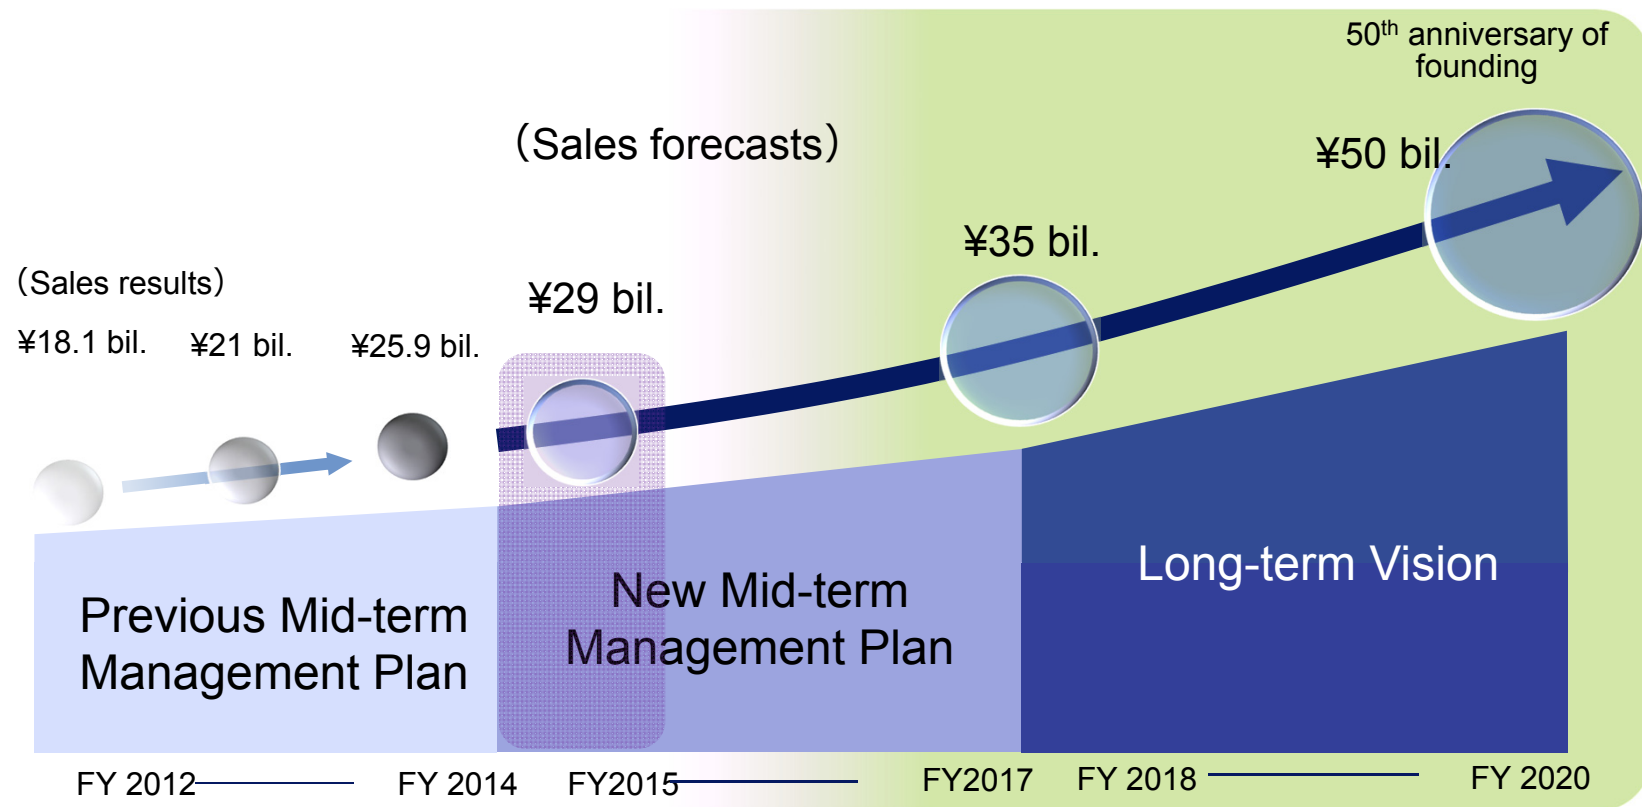 50th anniversary of
founding
（Sales forecasts）
¥50 bil.
¥35 bil.
（Sales results）
¥29 bil.
¥18.1 bil.
¥21 bil.
¥25.9 bil.
Previous Mid-term
Management Plan
New Mid-term
Management Plan
Long-term Vision
FY 2012
FY 2014
FY2015
FY2017
FY 2018
FY 2020